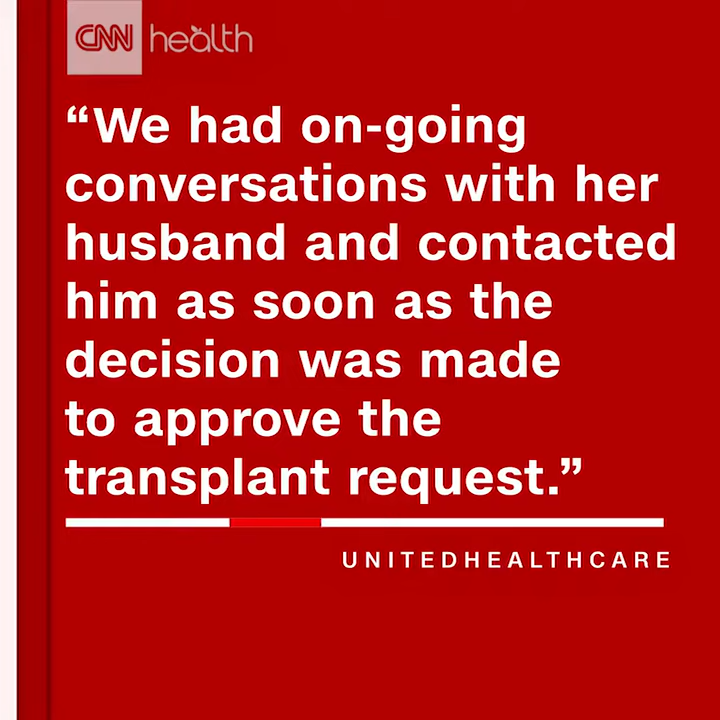 CNN health
“We had on-going
conversations with her
husband and contacted
him as soon as the
decision was made
to approve the
transplant request.”
UNITEDHEALTHCARE